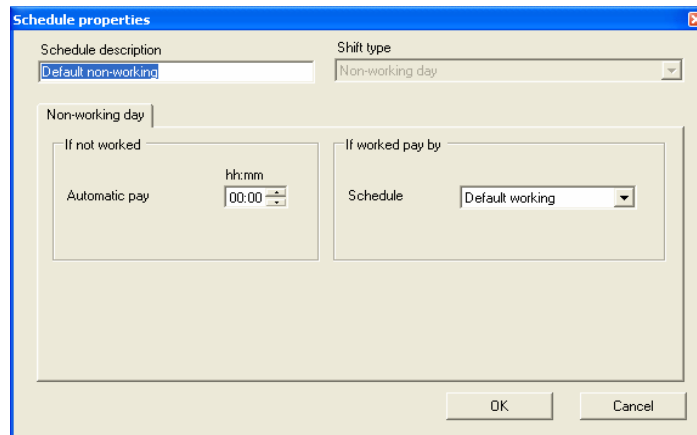 Schedule properties
Schedule description
Shift type
Default non-working
Non-working day
Non-working day
If not worked
If worked pay by
hh:mm
Automatic pay
00:00
Schedule
Default working
OK
Cancel